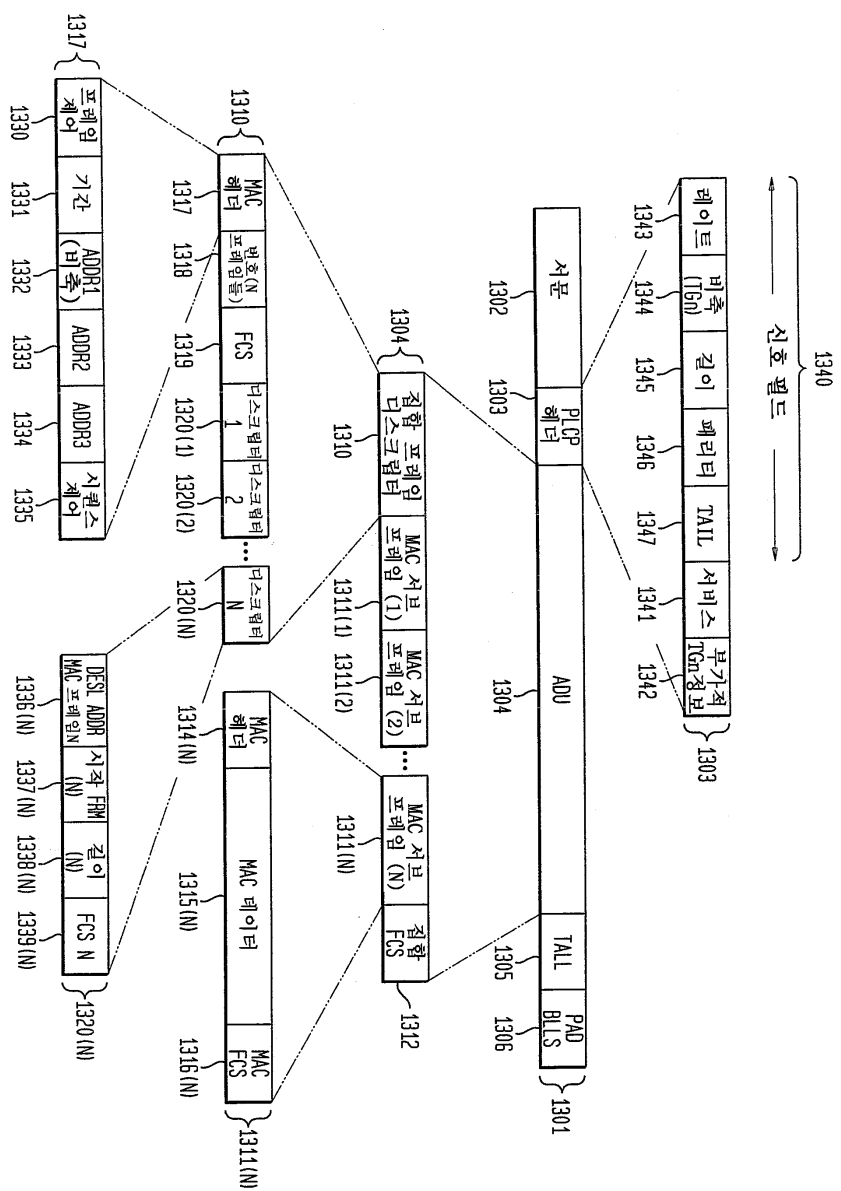 1340
신호 필드
레이트
비축
(TGn)
길이
패리티
TAIL
서비스
부가적
TGn정보
1303
1343
1344
1345
1346
1347
1341
1342
서문
PLCP
헤더
ADU
TALL
PAD
BLLS
1301
1302
1303
1304
1305
1306
1304
집합 프레임
디스크립터
MAC 서브
프레임 (1)
MAC 서브
프레임 (2)
•••
MAC 서브
프레임 (N)
집합
FCS
1310
1311(1)
1311(2)
1311(N)
1312
1310
MAC
헤더
번호(N
프레임들)
FCS
디스크립터
1
디스크립터
2
•••
디스크립터
N
1317
1318
1319
1320(1)
1320(2)
1320(N)
MAC
헤더
MAC 데이터
MAC
FCS
1311(N)
1314(N)
1315(N)
1316(N)
1317
프레임
제어
기간
ADDR1
(비축)
ADDR2
ADDR3
시퀀스
제어
1330
1331
1332
1333
1334
1335
DESL ADDR
MAC 프레임N
시작 FRM
(N)
길이
(N)
FCS N
1320(N)
1336(N)
1337(N)
1338(N)
1339(N)